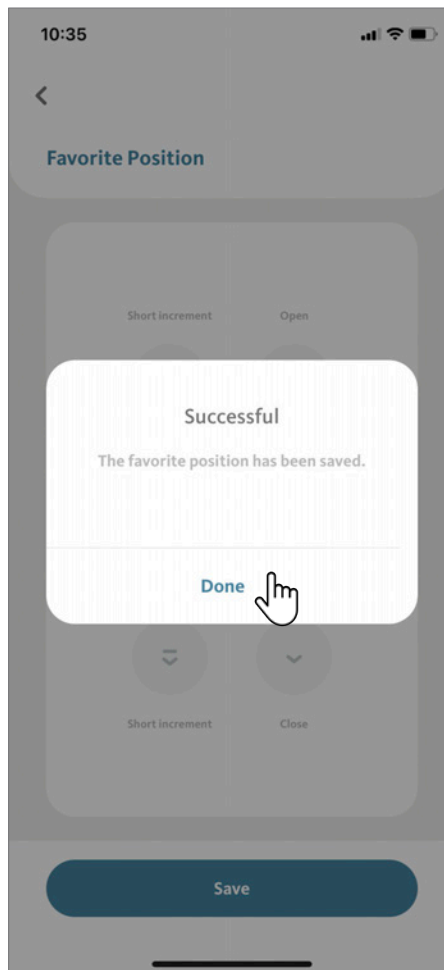 10:35
Favorite Position
Short increment Open
Successful
The favorite position has been saved.
Done
Short increment Close
Save